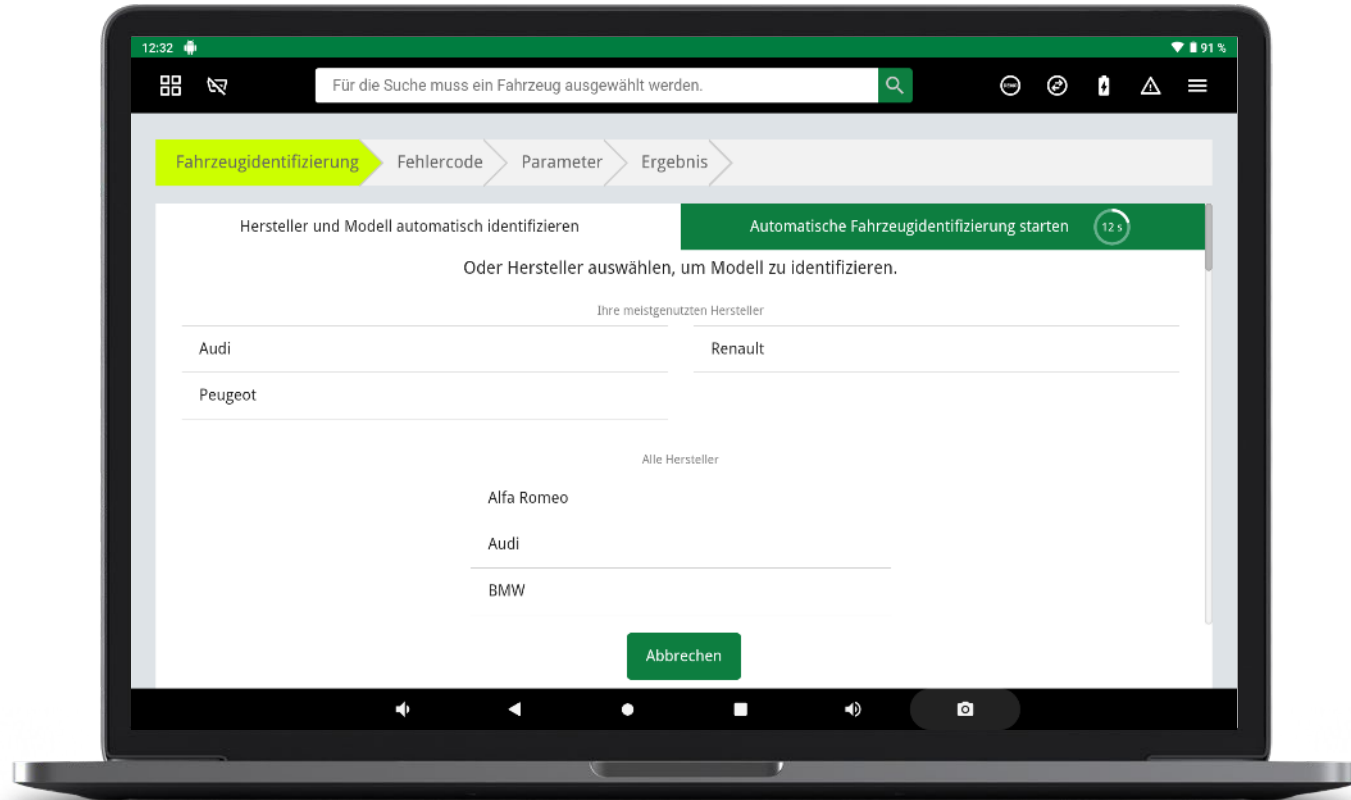 12:32
91 %
Für die Suche muss ein Fahrzeug ausgewählt werden.
Fahrzeugidentifizierung
Fehlercode
Parameter
Ergebnis
Hersteller und Modell automatisch identifizieren
Automatische Fahrzeugidentifizierung starten
12 s
Oder Hersteller auswählen, um Modell zu identifizieren.
Ihre meistgenutzten Hersteller
Audi
Renault
Peugeot
Alle Hersteller
Alfa Romeo
Audi
BMW
Abbrechen